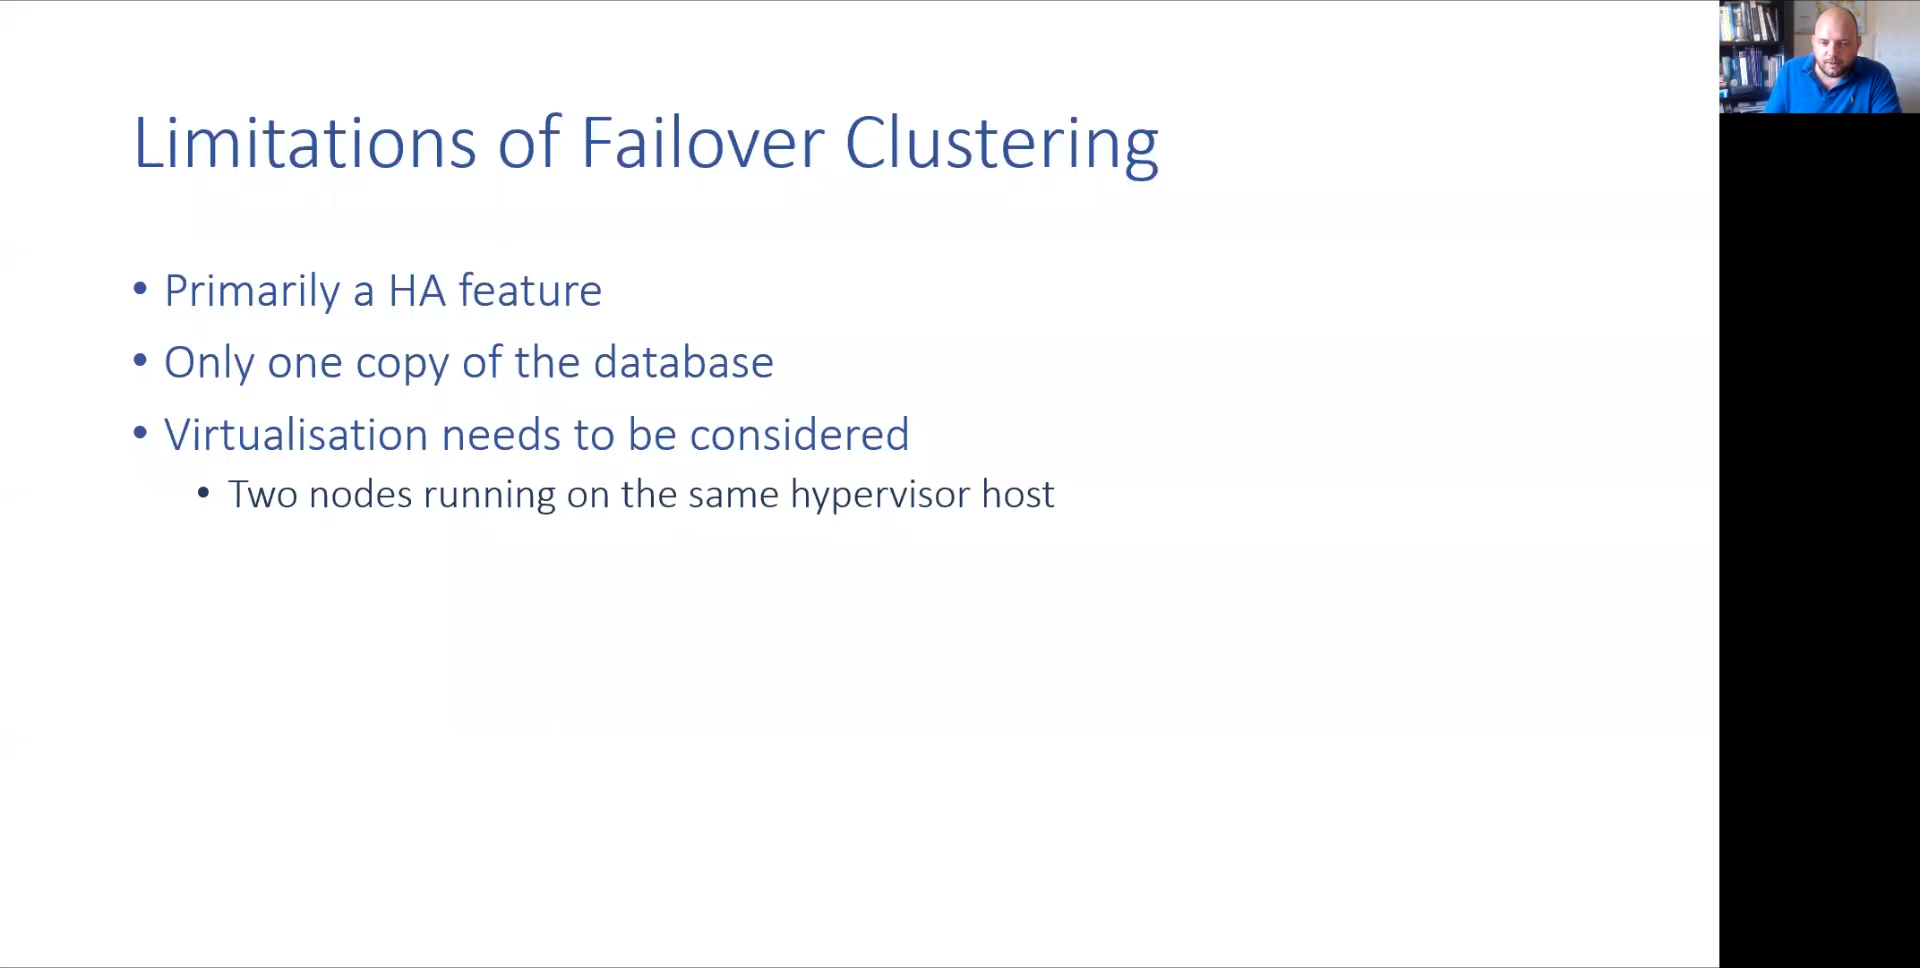 Limitations of Failover Clustering
• Primarily a HA feature
• Only one copy of the database
• Virtualisation needs to be considered
• Two nodes running on the same hypervisor host